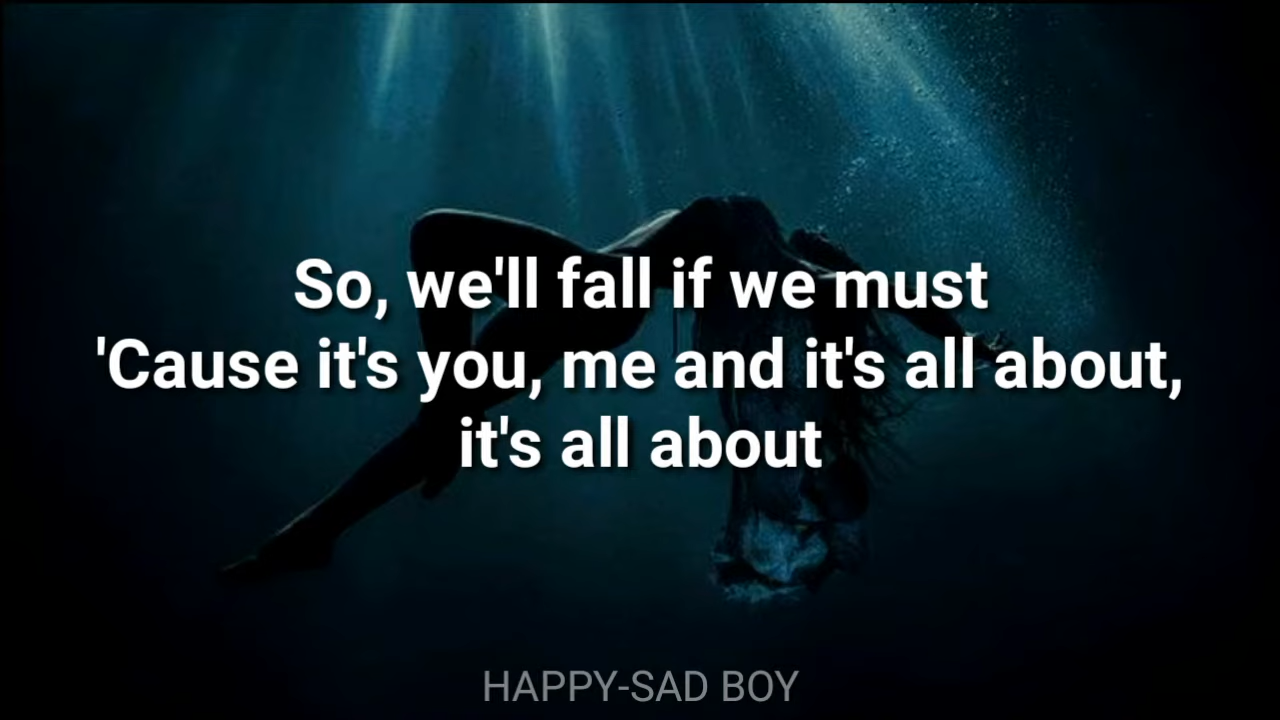 So, we'll fall if we must
'Cause it's you, me and it's all about,
it's all about
HAPPY-SAD BOY